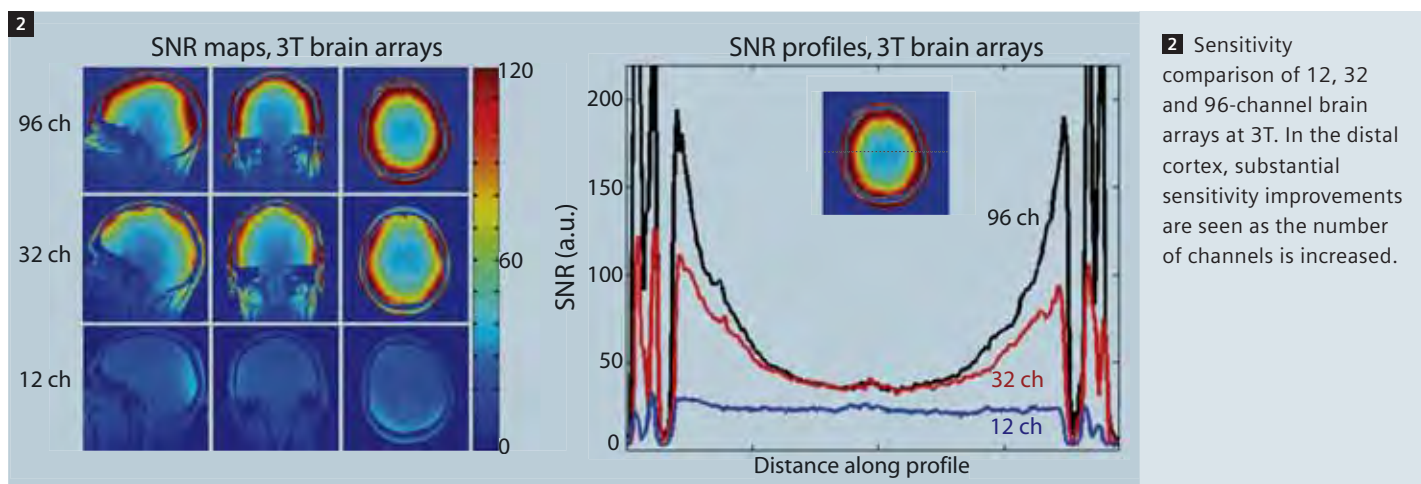 2
SNR maps, 3T brain arrays
96 ch
32 ch
12 ch
120
60
0
SNR profiles, 3T brain arrays
200
150
100
50
0
SNR (a.u.)
96 ch
32 ch
12 ch
Distance along profile
2 Sensitivity
comparison of 12, 32
and 96-channel brain
arrays at 3T. In the distal
cortex, substantial
sensitivity improvements
are seen as the number
of channels is increased.